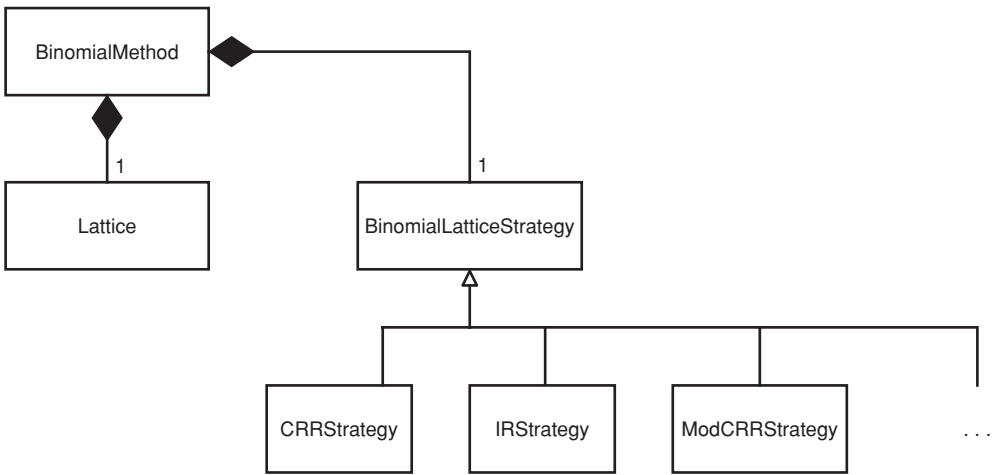 BinomialMethod
1
1
Lattice
BinomialLatticeStrategy
CRRStrategy
IRStrategy
ModCRRStrategy
. . .